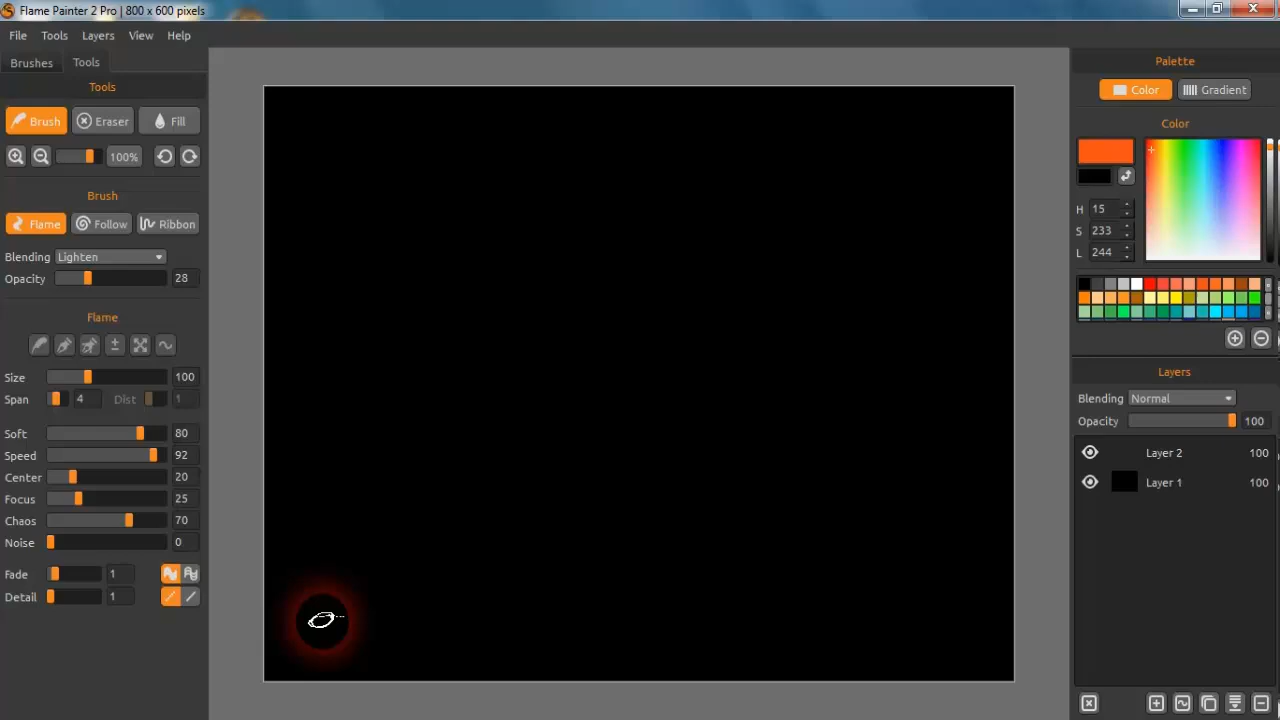 Flame Painter 2 Pro | 800 x 600 pixels
File Tools Layers View Help
Brushes Tools
Tools
Brush Eraser Fill
100%
Brush
Flame Follow Ribbon
Blending Lighten
Opacity 28
Flame
Size 100
Span 4 Dist 1
Soft 80
Speed 92
Center 20
Focus 25
Chaos 70
Noise 0
Fade 1
Detail 1
Palette
Color Gradient
Color
H 15
S 233
L 244
Layers
Blending Normal
Opacity 100
Layer 2 100
Layer 1 100